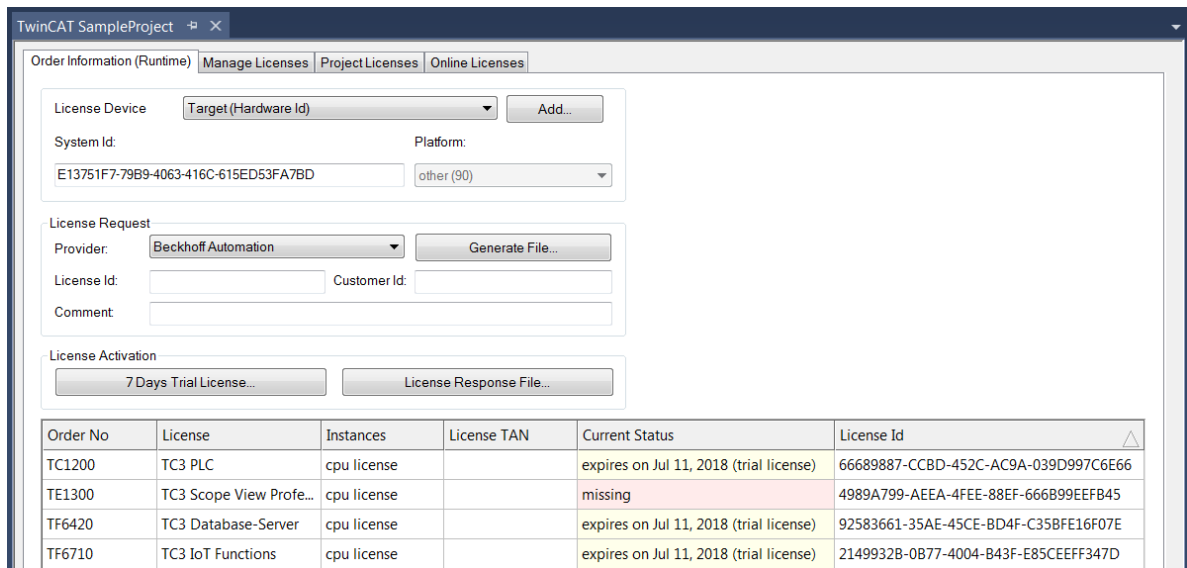 TwinCAT SampleProject
Order Information (Runtime) Manage Licenses Project Licenses Online Licenses
License Device Target (Hardware Id) Add...
System Id: Platform:
E13751F7-79B9-4063-416C-615ED53FA7BD other (90)
License Request
Provider: Beckhoff Automation Generate File...
License Id: Customer Id:
Comment:
License Activation
7 Days Trial License... License Response File...
Order No License Instances License TAN Current Status License Id
TC1200 TC3 PLC cpu license expires on Jul 11, 2018 (trial license) 66689887-CCBD-452C-AC9A-039D997C6E66
TE1300 TC3 Scope View Profe... cpu license missing 4989A799-AEEA-4FEE-88EF-666B99EEFB45
TF6420 TC3 Database-Server cpu license expires on Jul 11, 2018 (trial license) 92583661-35AE-45CE-BD4F-C35BFE16F07E
TF6710 TC3 IoT Functions cpu license expires on Jul 11, 2018 (trial license) 2149932B-0B77-4004-B43F-E85CEEFF347D